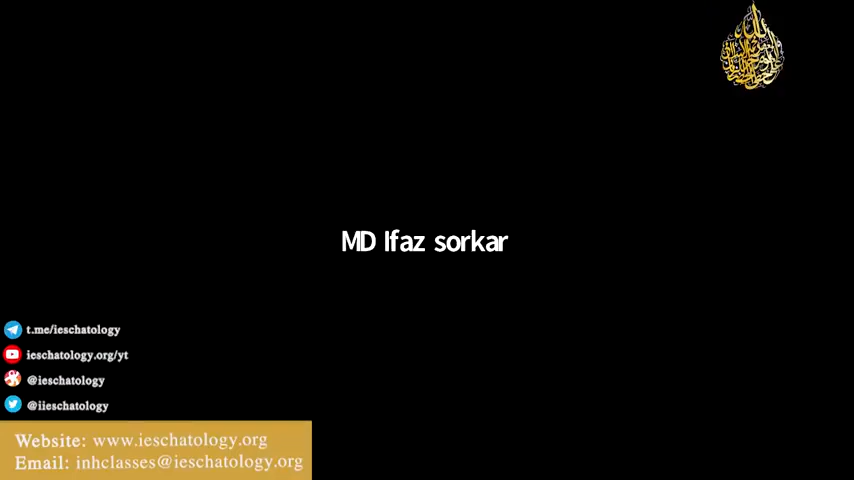 MD Ifaz sorkar
t.me/ieschatology
ieschatology.org/yt
@ieschatology
@iieschatology
Website: www.ieschatology.org
Email: inhclasses@ieschatology.org